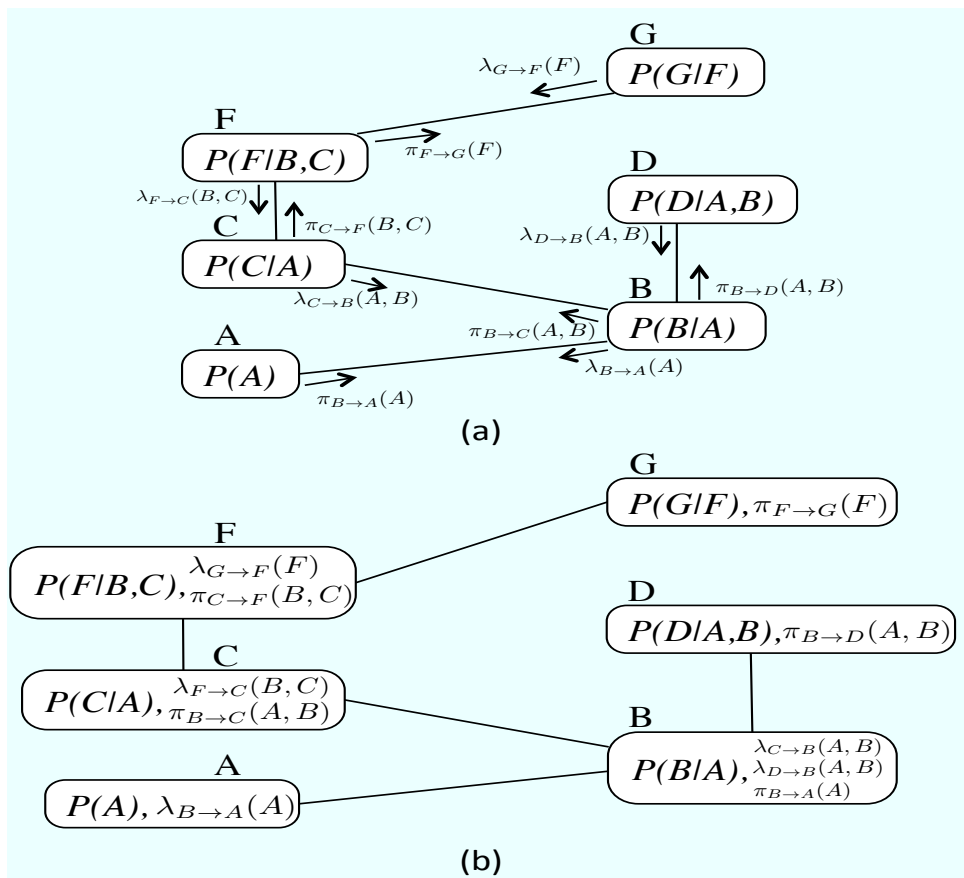 G
P(G|F)
λ_{G→F}(F)
F
P(F|B,C)
π_{F→G}(F)
D
P(D|A,B)
λ_{F→C}(B, C)
π_{C→F}(B, C)
C
P(C|A)
λ_{D→B}(A, B)
π_{B→D}(A, B)
λ_{C→B}(A, B)
B
P(B|A)
π_{B→C}(A, B)
A
P(A)
λ_{B→A}(A)
π_{B→A}(A)
(a)
G
P(G|F), π_{F→G}(F)
F
P(F|B,C), λ_{G→F}(F)
π_{C→F}(B, C)
D
P(D|A,B), π_{B→D}(A, B)
C
P(C|A), λ_{F→C}(B, C)
π_{B→C}(A, B)
B
P(B|A), λ_{C→B}(A, B)
λ_{D→B}(A, B)
π_{B→A}(A)
A
P(A), λ_{B→A}(A)
(b)